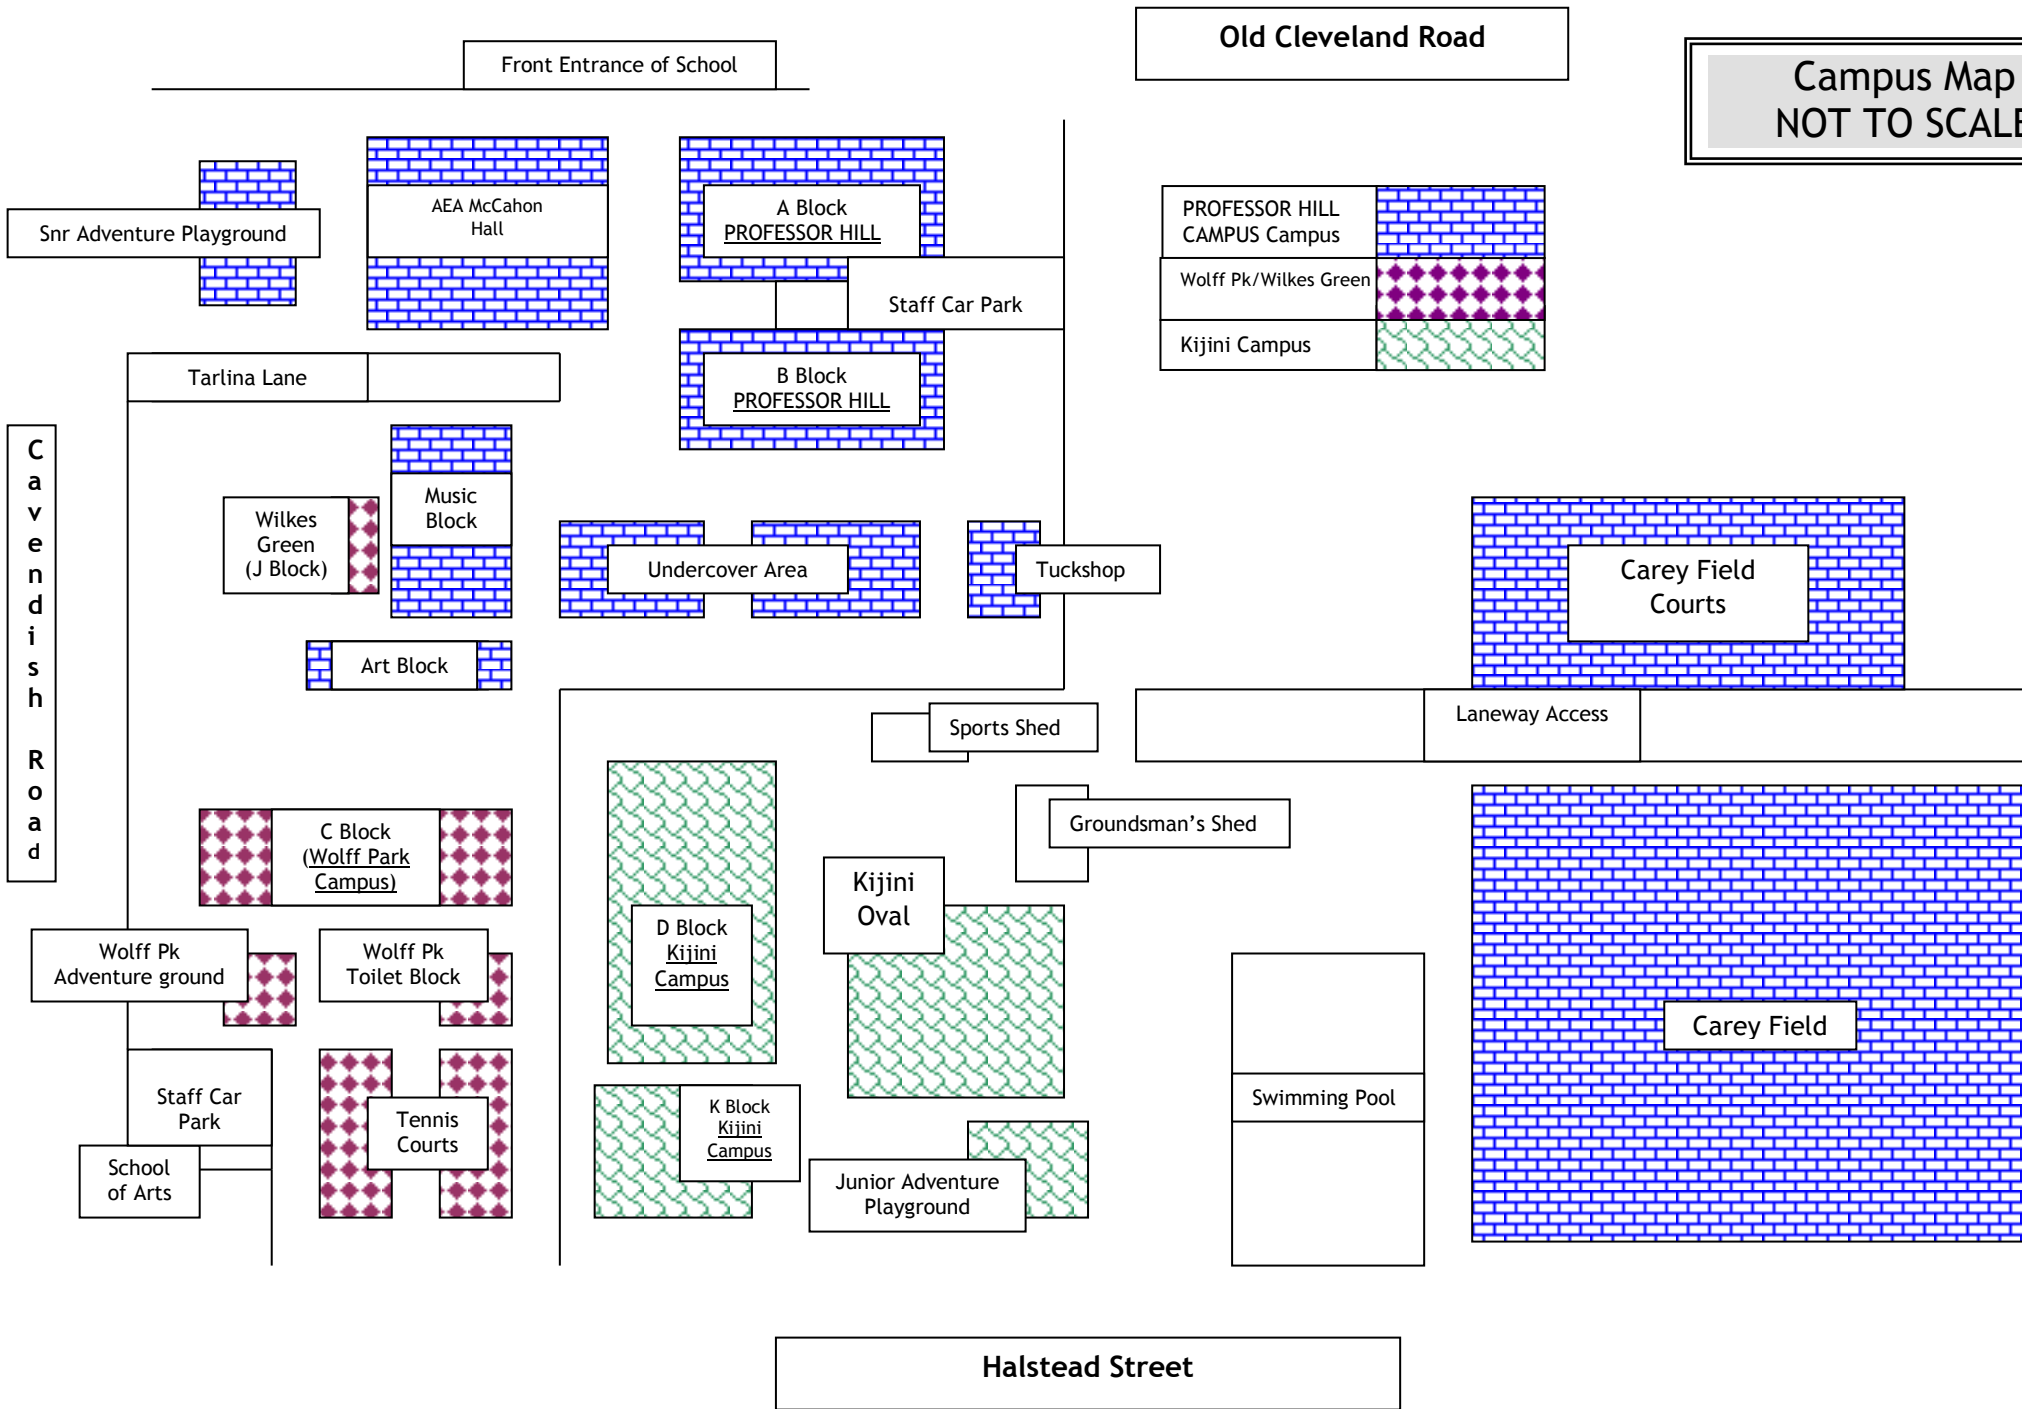 Old Cleveland Road
Front Entrance of School
Campus Map
NOT TO SCALE
Snr Adventure Playground
AEA McCahon
Hall
A Block
PROFESSOR HILL
PROFESSOR HILL
CAMPUS Campus
Wolff Pk/Wilkes Green
Kijini Campus
Staff Car Park
B Block
PROFESSOR HILL
Tarlina Lane
Cavendish Road
Music
Block
Wilkes
Green
(J Block)
Undercover Area
Tuckshop
Carey Field
Courts
Art Block
Sports Shed
Laneway Access
Groundsman's Shed
C Block
(Wolff Park
Campus)
Kijini
Oval
D Block
Kijini
Campus
Wolff Pk
Adventure ground
Wolff Pk
Toilet Block
Carey Field
Staff Car
Park
Tennis
Courts
K Block
Kijini
Campus
Swimming Pool
School
of Arts
Junior Adventure
Playground
Halstead Street